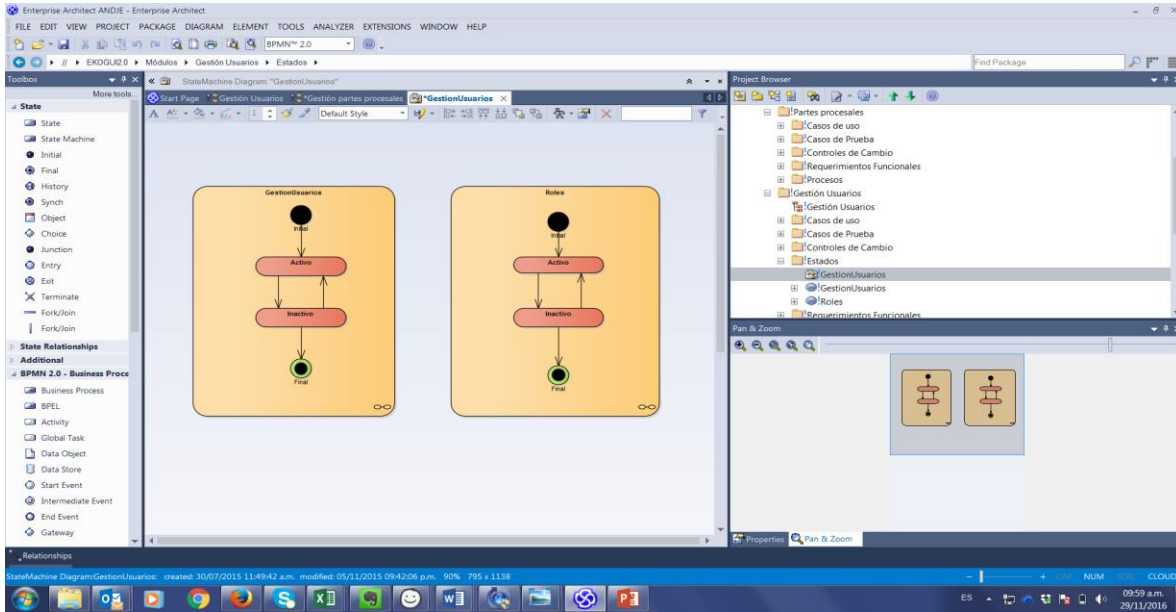 Enterprise Architect ANDJE - Enterprise Architect
FILE EDIT VIEW PROJECT PACKAGE DIAGRAM ELEMENT TOOLS ANALYZER EXTENSIONS WINDOW HELP
BPMN™ 2.0
// EKOGUI2.0 Módulos Gestión Usuarios Estados
Find Package
Toolbox
More tools...
State
State
State Machine
Initial
Final
History
Synch
Object
Choice
Junction
Entry
Exit
Terminate
Fork/Join
Fork/Join
State Relationships
Additional
BPMN 2.0 - Business Proce
Business Process
BPEL
Activity
Global Task
Data Object
Data Store
Start Event
Intermediate Event
End Event
Gateway
StateMachine Diagram: "GestionUsuarios"
Start Page *Gestión Usuarios *Gestión partes procesales *GestionUsuarios
1 Default Style
GestionUsuarios
Initial
Activo
Inactivo
Final
Roles
Initial
Activo
Inactivo
Final
Project Browser
Partes procesales
Casos de uso
Casos de Prueba
Controles de Cambio
Requerimientos Funcionales
Procesos
Gestión Usuarios
Gestión Usuarios
Casos de uso
Casos de Prueba
Controles de Cambio
Estados
GestionUsuarios
GestionUsuarios
Roles
Requerimientos Funcionales
Pan & Zoom
Properties Pan & Zoom
Relationships
StateMachine Diagram:GestionUsuarios: created: 30/07/2015 11:49:42 a.m. modified: 05/11/2015 09:42:06 p.m. 90% 795 x 1138
CAP NUM SCRL CLOUD
ES 09:59 a.m.
29/11/2016